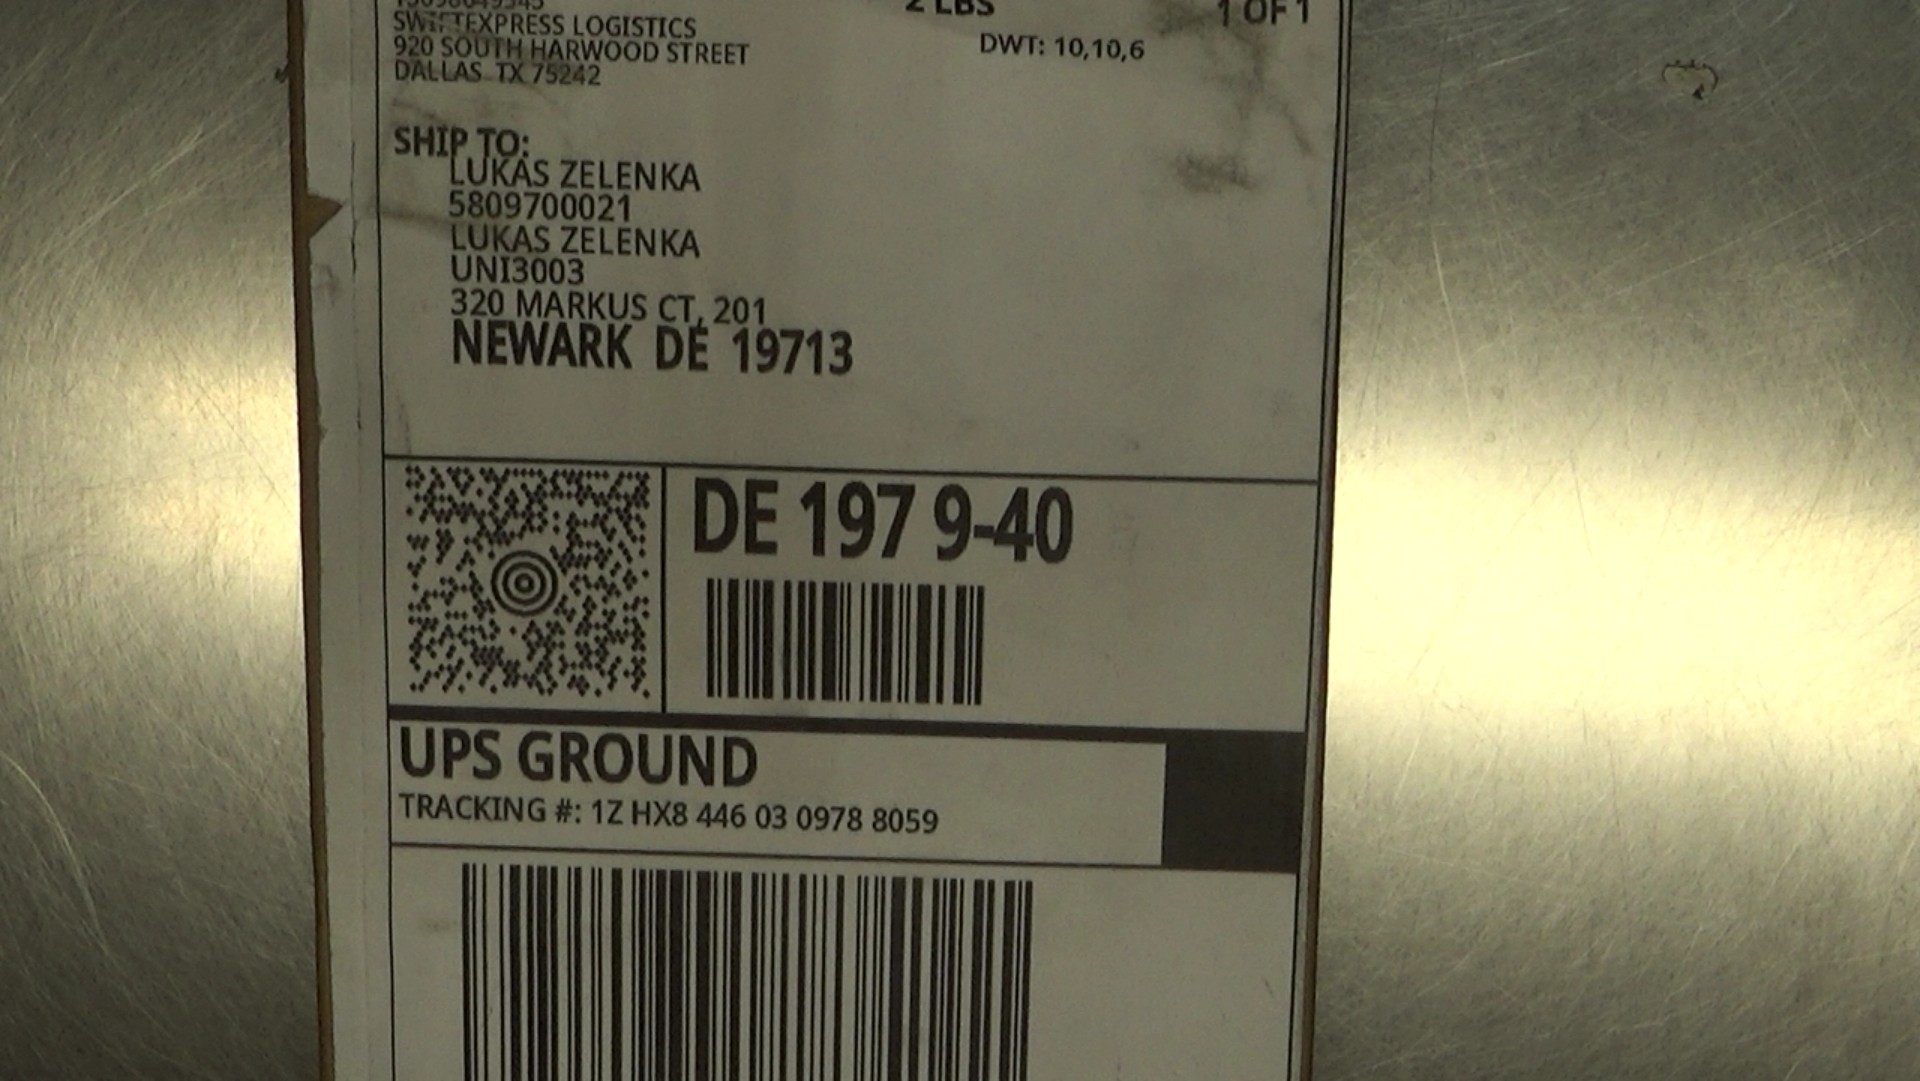 2 LBS
1 OF 1
SWIFTEXPRESS LOGISTICS
920 SOUTH HARWOOD STREET
DALLAS TX 75242
DWT: 10,10,6
SHIP TO:
LUKAS ZELENKA
5809700021
LUKAS ZELENKA
UNI3003
320 MARKUS CT, 201
NEWARK DE 19713
DE 197 9-40
UPS GROUND
TRACKING #: 1Z HX8 446 03 0978 8059